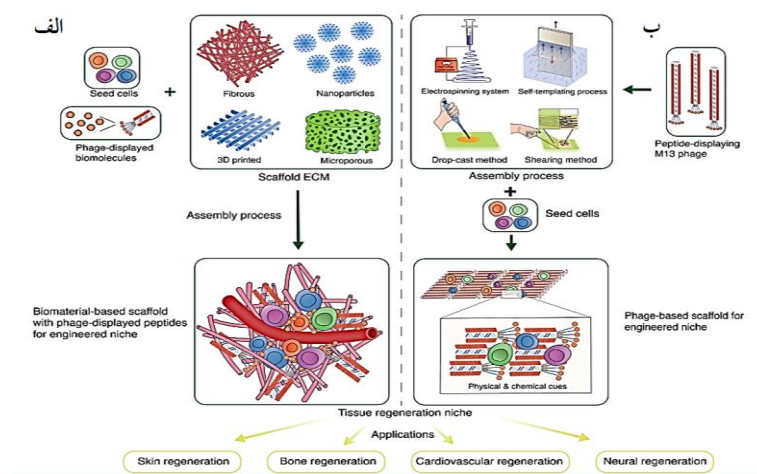 الف
Seed cells
+
Phage-displayed
biomolecules
Fibrous
Nanoparticles
3D printed
Microporous
Scaffold ECM
Assembly process
Biomaterial-based scaffold
with phage-displayed peptides
for engineered niche
ب
Electrospinning system
Self-templating process
Drop-cast method
Shearing method
Assembly process
Peptide-displaying
M13 phage
+
Seed cells
Phage-based scaffold for
engineered niche
Physical & chemical cues
Tissue regeneration niche
Applications
Skin regeneration
Bone regeneration
Cardiovascular regeneration
Neural regeneration